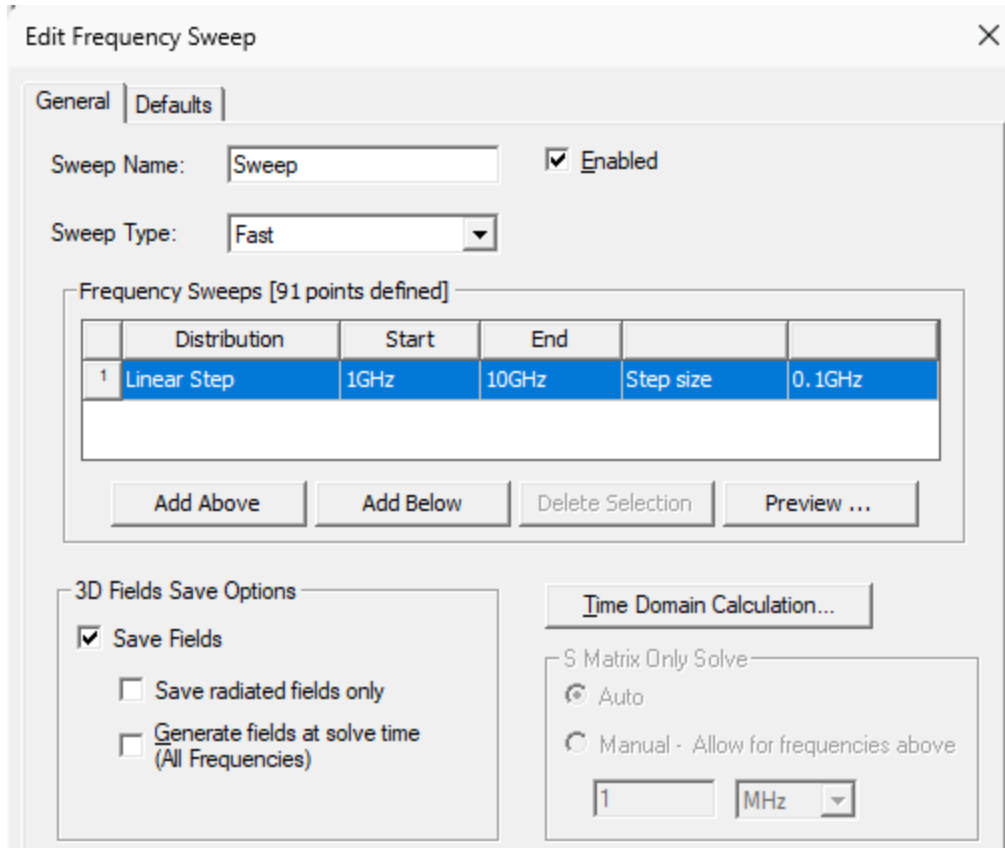 Edit Frequency Sweep
General Defaults
Sweep Name: Sweep Enabled
Sweep Type: Fast
Frequency Sweeps [91 points defined]
Distribution Start End
1 Linear Step 1GHz 10GHz Step size 0.1GHz
Add Above Add Below Delete Selection Preview ...
3D Fields Save Options
Save Fields
Save radiated fields only
Generate fields at solve time
(All Frequencies)
Time Domain Calculation...
S Matrix Only Solve
Auto
Manual - Allow for frequencies above
1 MHz